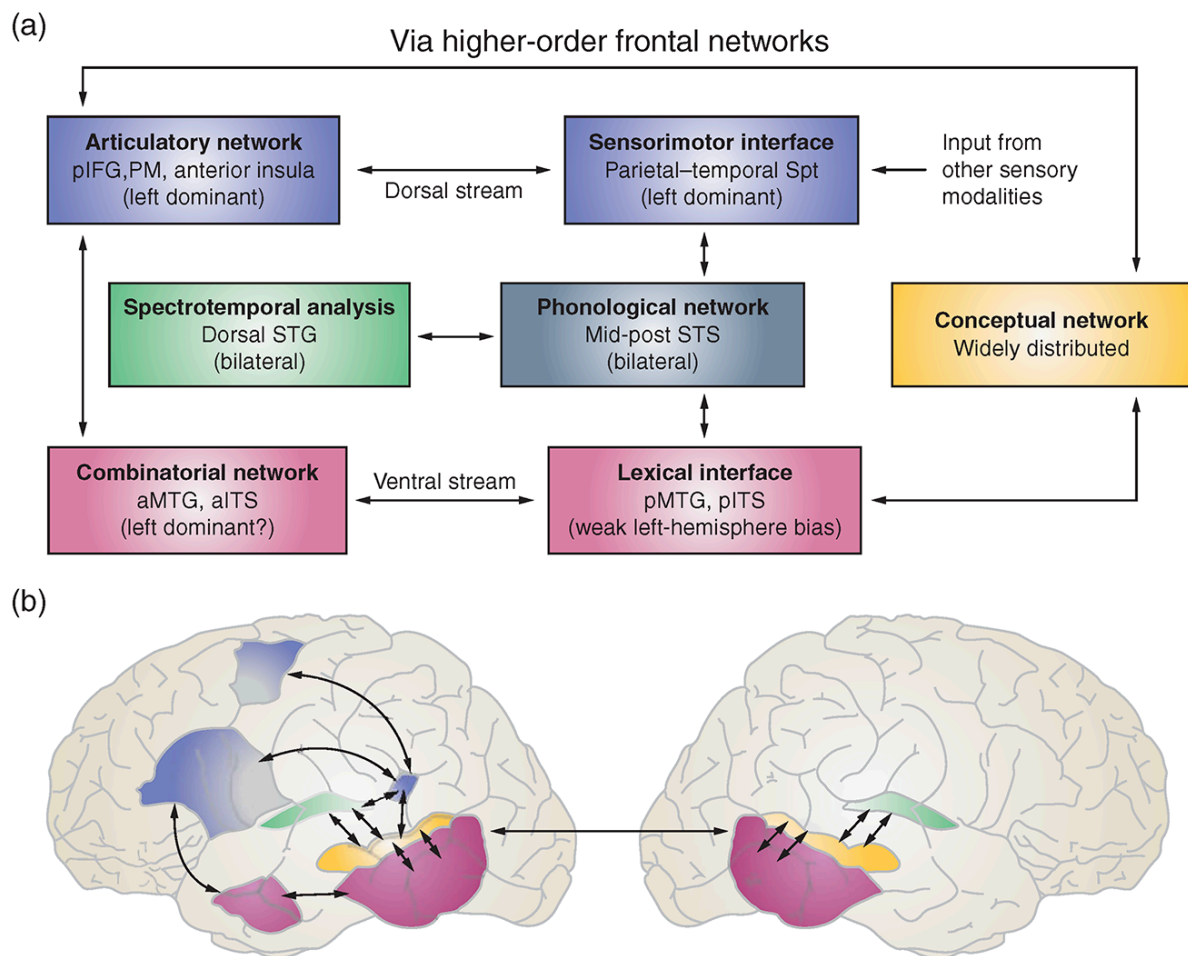 (a)
Via higher-order frontal networks
Articulatory network
pIFG,PM, anterior insula
(left dominant)
Dorsal stream
Sensorimotor interface
Parietal–temporal Spt
(left dominant)
Input from
other sensory
modalities
Spectrotemporal analysis
Dorsal STG
(bilateral)
Phonological network
Mid-post STS
(bilateral)
Conceptual network
Widely distributed
Combinatorial network
aMTG, aITS
(left dominant?)
Ventral stream
Lexical interface
pMTG, pITS
(weak left-hemisphere bias)
(b)